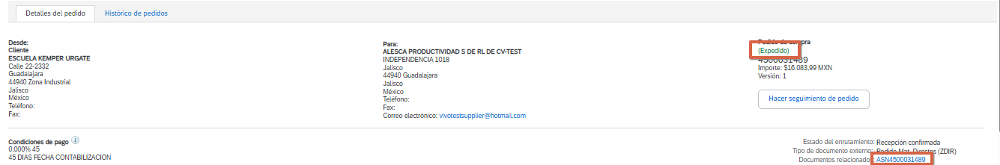 Detalles del pedido
Histórico de pedidos
Desde:
Cliente
ESCUELA KEMPER URGATE
Calle 22-2332
Guadalajara
44940 Zona Industrial
Jalisco
México
Teléfono:
Fax:
Para:
ALESCA PRODUCTIVIDAD S DE RL DE CV-TEST
INDEPENDENCIA 1018
Jalisco
44940 Guadalajara
Jalisco
México
Teléfono:
Fax:
Correo electrónico: vivotestsupplier@hotmail.com
Pedido de compra
(Expedido)
4500031489
Importe: $16.083,99 MXN
Versión: 1
Hacer seguimiento de pedido
Condiciones de pago
0,000% 45
45 DIAS FECHA CONTABILIZACION
Estado del enrutamiento: Recepción confirmada
Tipo de documento externo: Pedido Mat. Directos (ZDIR)
Documentos relacionado: ASN4500031489